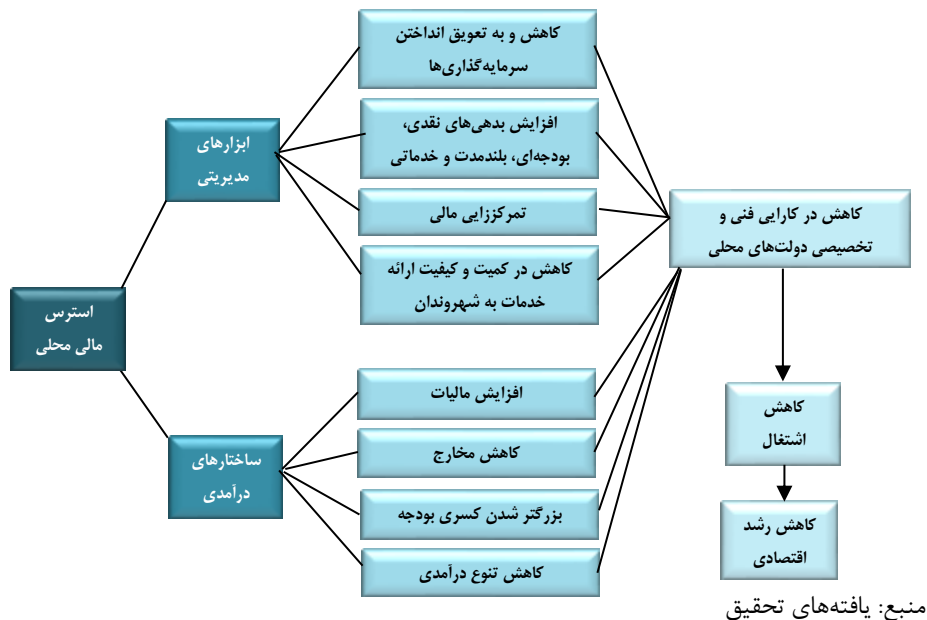 استرس
مالی محلی
ابزارهای
مدیریتی
کاهش و به تعویق انداختن
سرمایه‌گذاری‌ها
افزایش بدهی‌های نقدی،
بودجه‌ای، بلندمدت و خدماتی
تمرکززایی مالی
کاهش در کمیت و کیفیت ارائه
خدمات به شهروندان
ساختارهای
درآمدی
افزایش مالیات
کاهش مخارج
بزرگتر شدن کسری بودجه
کاهش تنوع درآمدی
کاهش در کارایی فنی و
تخصیصی دولت‌های محلی
کاهش
اشتغال
کاهش رشد
اقتصادی
منبع: یافته‌های تحقیق